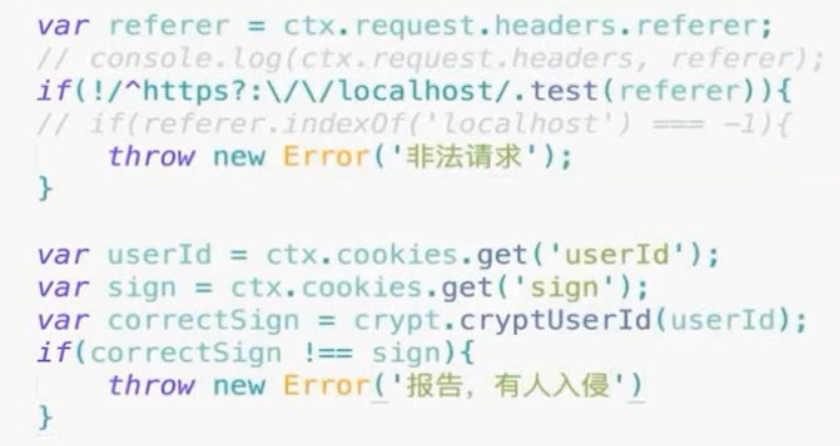 var referer = ctx.request.headers.referer;
// console.log(ctx.request.headers, referer);
if(!/^https?:\/\/localhost/.test(referer)){
// if(referer.indexOf('localhost') === -1){
    throw new Error('非法请求');
}

var userId = ctx.cookies.get('userId');
var sign = ctx.cookies.get('sign');
var correctSign = crypt.cryptUserId(userId);
if(correctSign !== sign){
    throw new Error('报告，有人入侵')
}